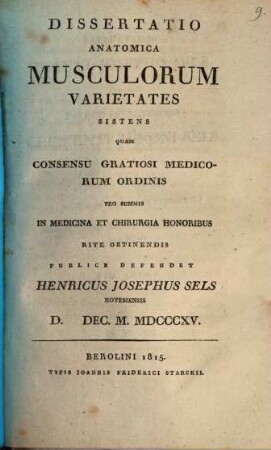 9.
DISSERTATIO
ANATOMICA
MUSCULORUM
VARIETATES
SISTENS
QUAM
CONSENSU GRATIOSI MEDICO-
RUM ORDINIS
PRO SUMMIS
IN MEDICINA ET CHIRURGIA HONORIBUS
RITE OBTINENDIS
PUBLICE DEFENDET
HENRICUS JOSEPHUS SELS
NOVESIENSIS
D. DEC. M. MDCCCXV.
BEROLINI 1815.
TYPIS IOANNIS FRIDERICI STARCKII.